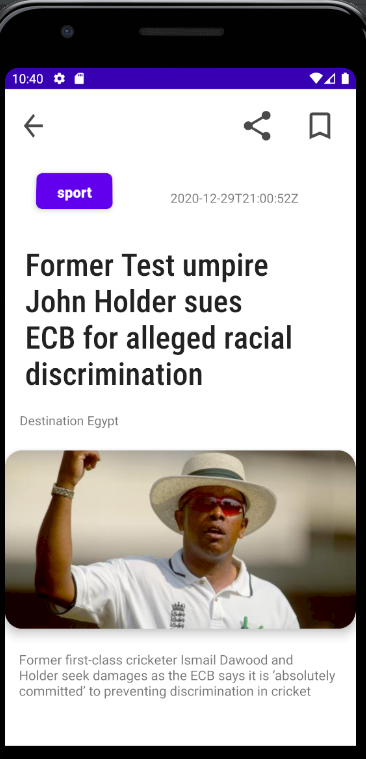 10:40
sport
2020-12-29T21:00:52Z
Former Test umpire
John Holder sues
ECB for alleged racial
discrimination
Destination Egypt
Former first-class cricketer Ismail Dawood and
Holder seek damages as the ECB says it is ‘absolutely
committed’ to preventing discrimination in cricket